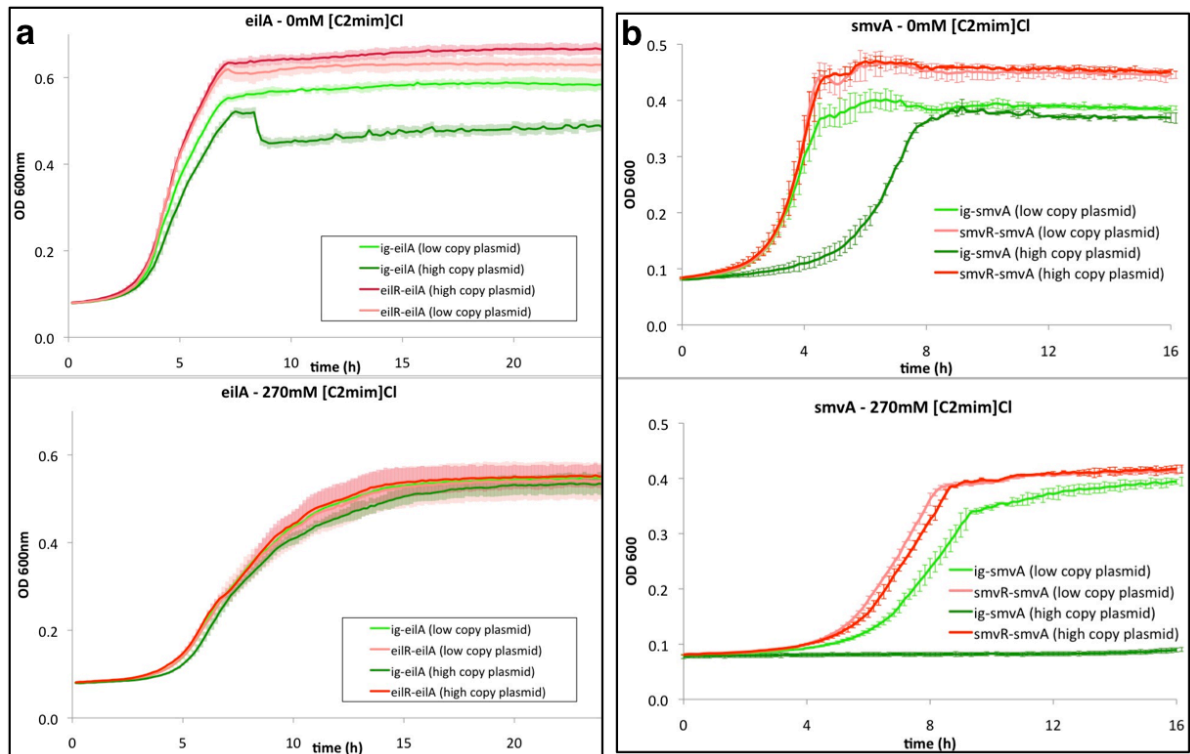 a
eilA - 0mM [C2mim]Cl
OD 600nm
0.6
0.4
0.2
0.0
ig-eilA (low copy plasmid)
ig-eilA (high copy plasmid)
eilR-eilA (high copy plasmid)
eilR-eilA (low copy plasmid)
0
5
10
15
20
time (h)
eilA - 270mM [C2mim]Cl
OD 600nm
0.6
0.4
0.2
0.0
ig-eilA (low copy plasmid)
eilR-eilA (low copy plasmid)
ig-eilA (high copy plasmid)
eilR-eilA (high copy plasmid)
0
5
10
15
20
time (h)
b
smvA - 0mM [C2mim]Cl
OD 600
0.5
0.4
0.3
0.2
0.1
0.0
ig-smvA (low copy plasmid)
smvR-smvA (low copy plasmid)
ig-smvA (high copy plasmid)
smvR-smvA (high copy plasmid)
0
4
8
12
16
time (h)
smvA - 270mM [C2mim]Cl
OD 600
0.5
0.4
0.3
0.2
0.1
0.0
ig-smvA (low copy plasmid)
smvR-smvA (low copy plasmid)
ig-smvA (high copy plasmid)
smvR-smvA (high copy plasmid)
0
4
8
12
16
time (h)